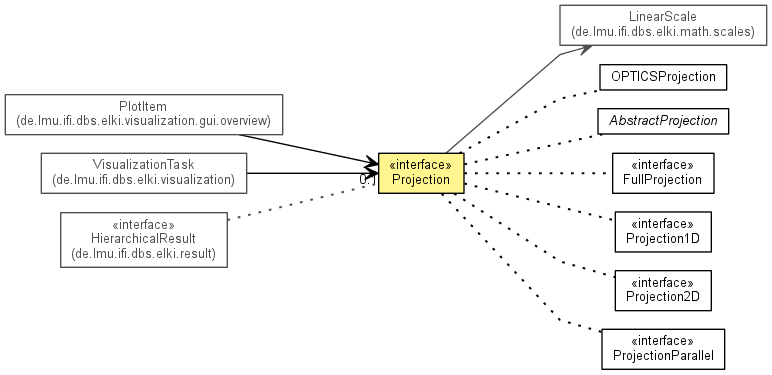 LinearScale
(de.lmu.ifi.dbs.elki.math.scales)
OPTICSProjection
PlotItem
(de.lmu.ifi.dbs.elki.visualization.gui.overview)
AbstractProjection
VisualizationTask
(de.lmu.ifi.dbs.elki.visualization)
0..1
«interface»
Projection
«interface»
FullProjection
«interface»
HierarchicalResult
(de.lmu.ifi.dbs.elki.result)
«interface»
Projection1D
«interface»
Projection2D
«interface»
ProjectionParallel